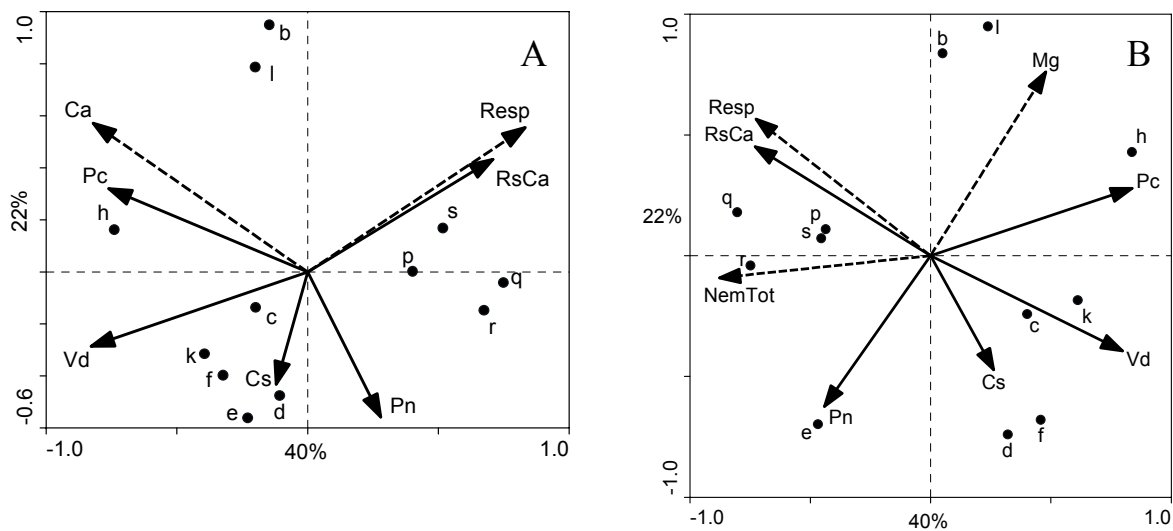 1.0
A
b
l
Ca
Resp
Pc
RsCa
h
s
22%
p
q
c
r
Vd
k
f
Cs
e
d
Pn
-0.6
-1.0
40%
1.0
1.0
B
l
b
Mg
Resp
RsCa
h
Pc
22%
q
p
s
r
NemTot
k
c
Vd
Cs
Pn
e
d
f
-1.0
-1.0
40%
1.0